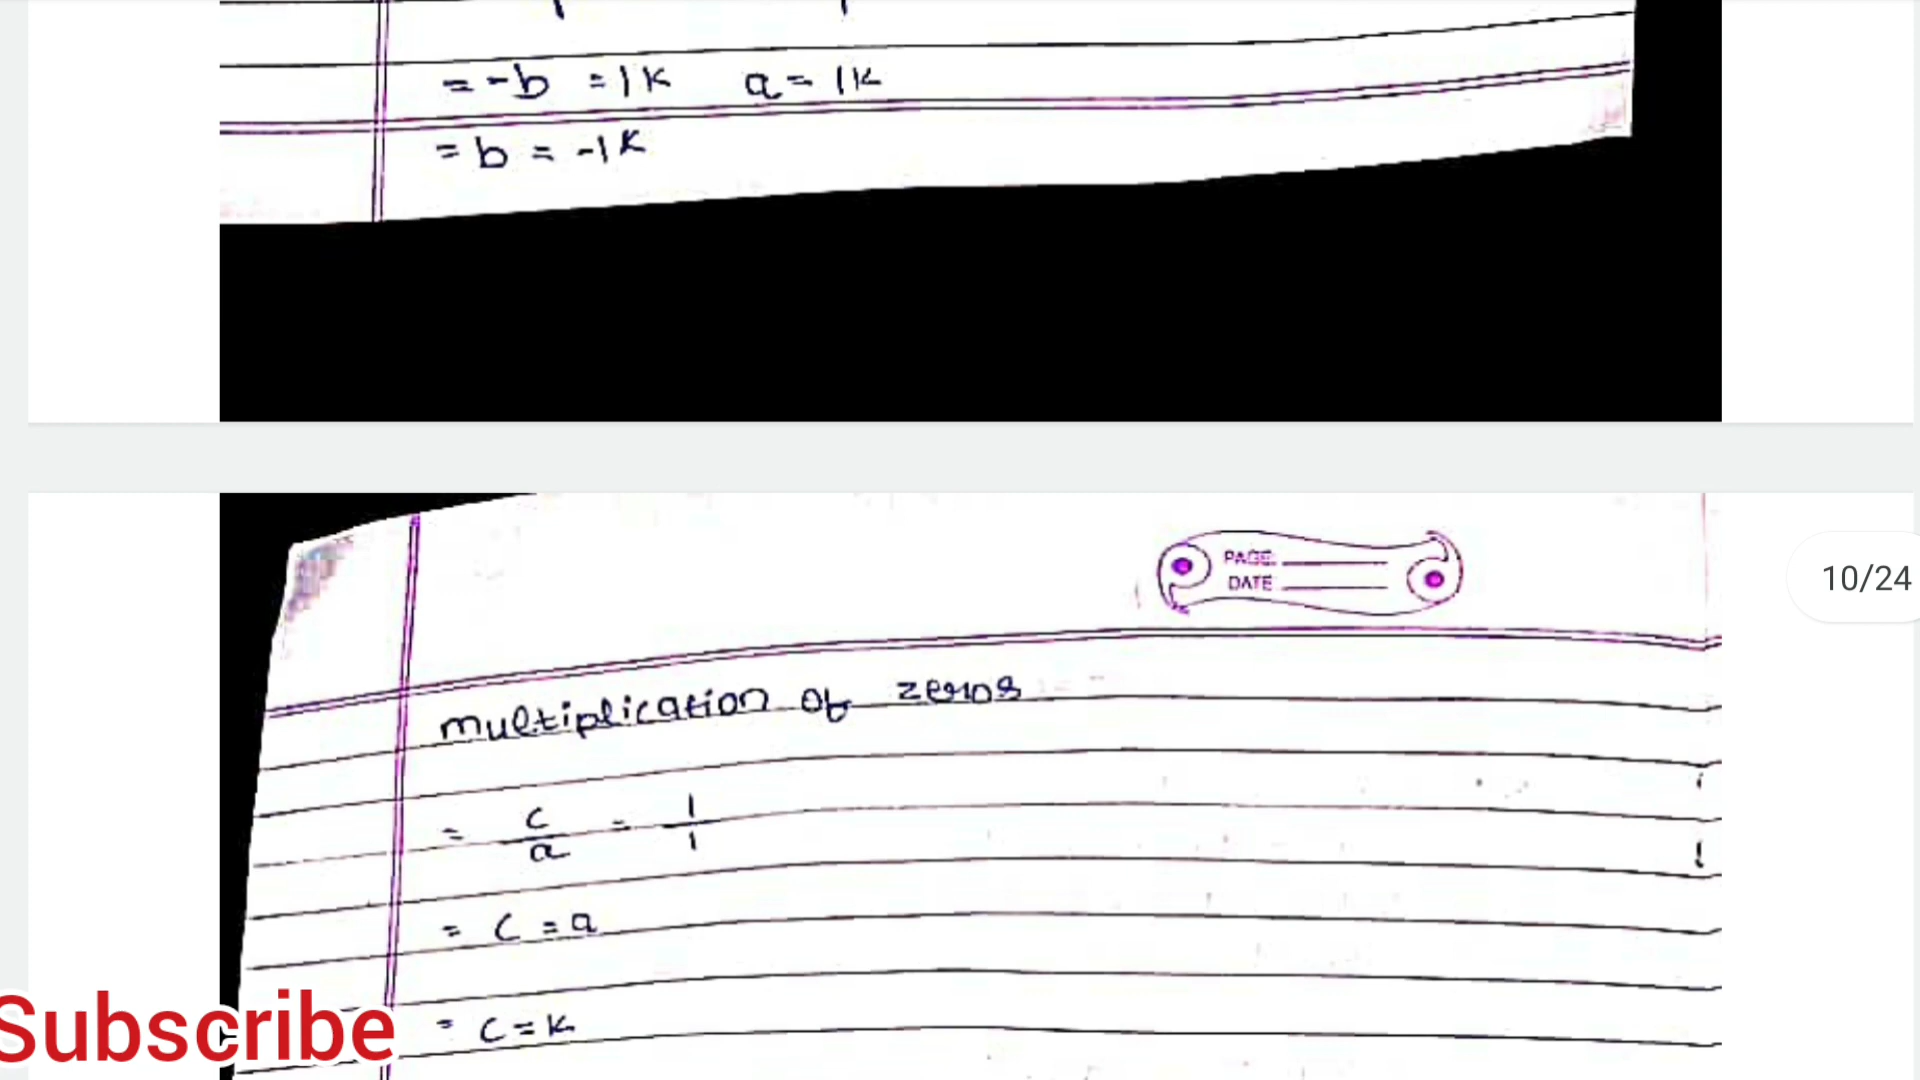 = -b = 1k a = 1k
= b = -1k
10/24
PAGE:
DATE
multiplication of zeros
= c/a = 1/1
= c = a
= c = k
Subscribe